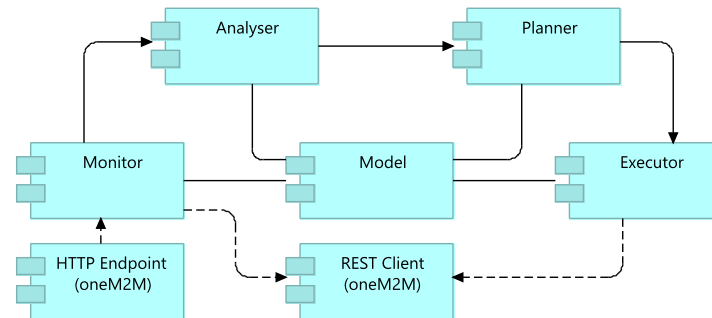 Analyser
Planner
Monitor
Model
Executor
HTTP Endpoint
(oneM2M)
REST Client
(oneM2M)